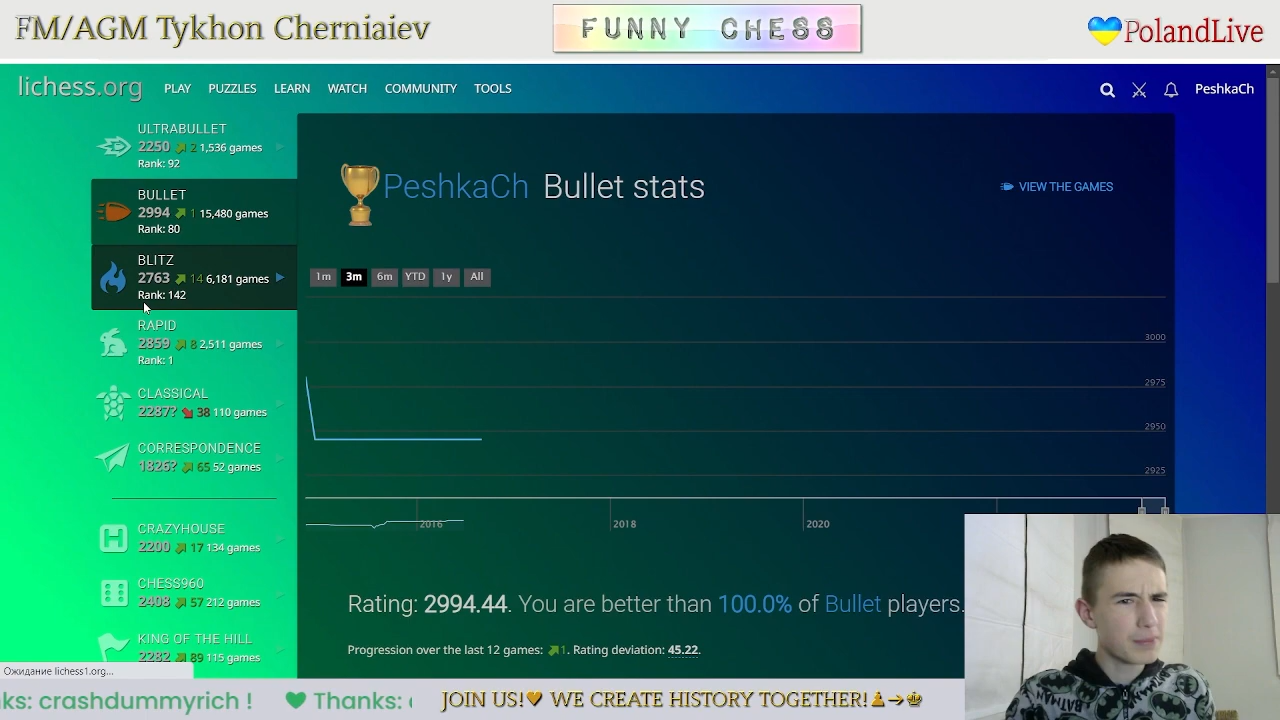 FM/AGM Tykhon Cherniaiev
FUNNY CHESS
PolandLive
lichess.org PLAY PUZZLES LEARN WATCH COMMUNITY TOOLS
PeshkaCh
ULTRABULLET
2250 2 1,536 games
Rank: 92
BULLET
2994 1 15,480 games
Rank: 80
BLITZ
2763 14 6,181 games
Rank: 142
RAPID
2859 8 2,511 games
Rank: 1
CLASSICAL
2287? 38 110 games
CORRESPONDENCE
1826? 65 52 games
CRAZYHOUSE
2200 17 134 games
CHESS960
2408 57 212 games
KING OF THE HILL
2282 89 115 games
PeshkaCh Bullet stats
VIEW THE GAMES
1m 3m 6m YTD 1y All
3000
2975
2950
2925
2016 2018 2020
Rating: 2994.44. You are better than 100.0% of Bullet players.
Progression over the last 12 games: 1. Rating deviation: 45.22.
Ожидание lichess1.org...
ks: crashdummyrich ! Thanks:
JOIN US! WE CREATE HISTORY TOGETHER!
BATMAN